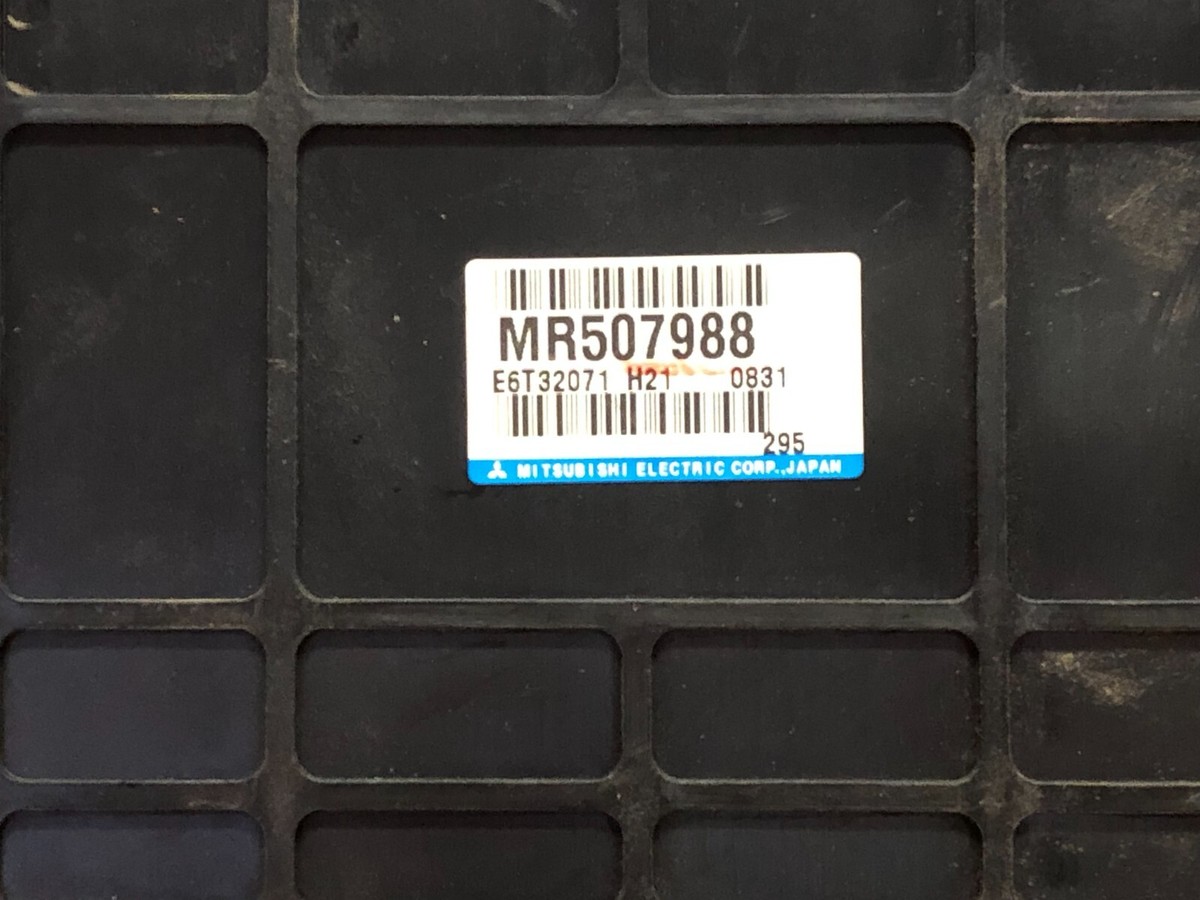 MR507988
E6T32071 H21 0831
295
MITSUBISHI ELECTRIC CORP.,JAPAN